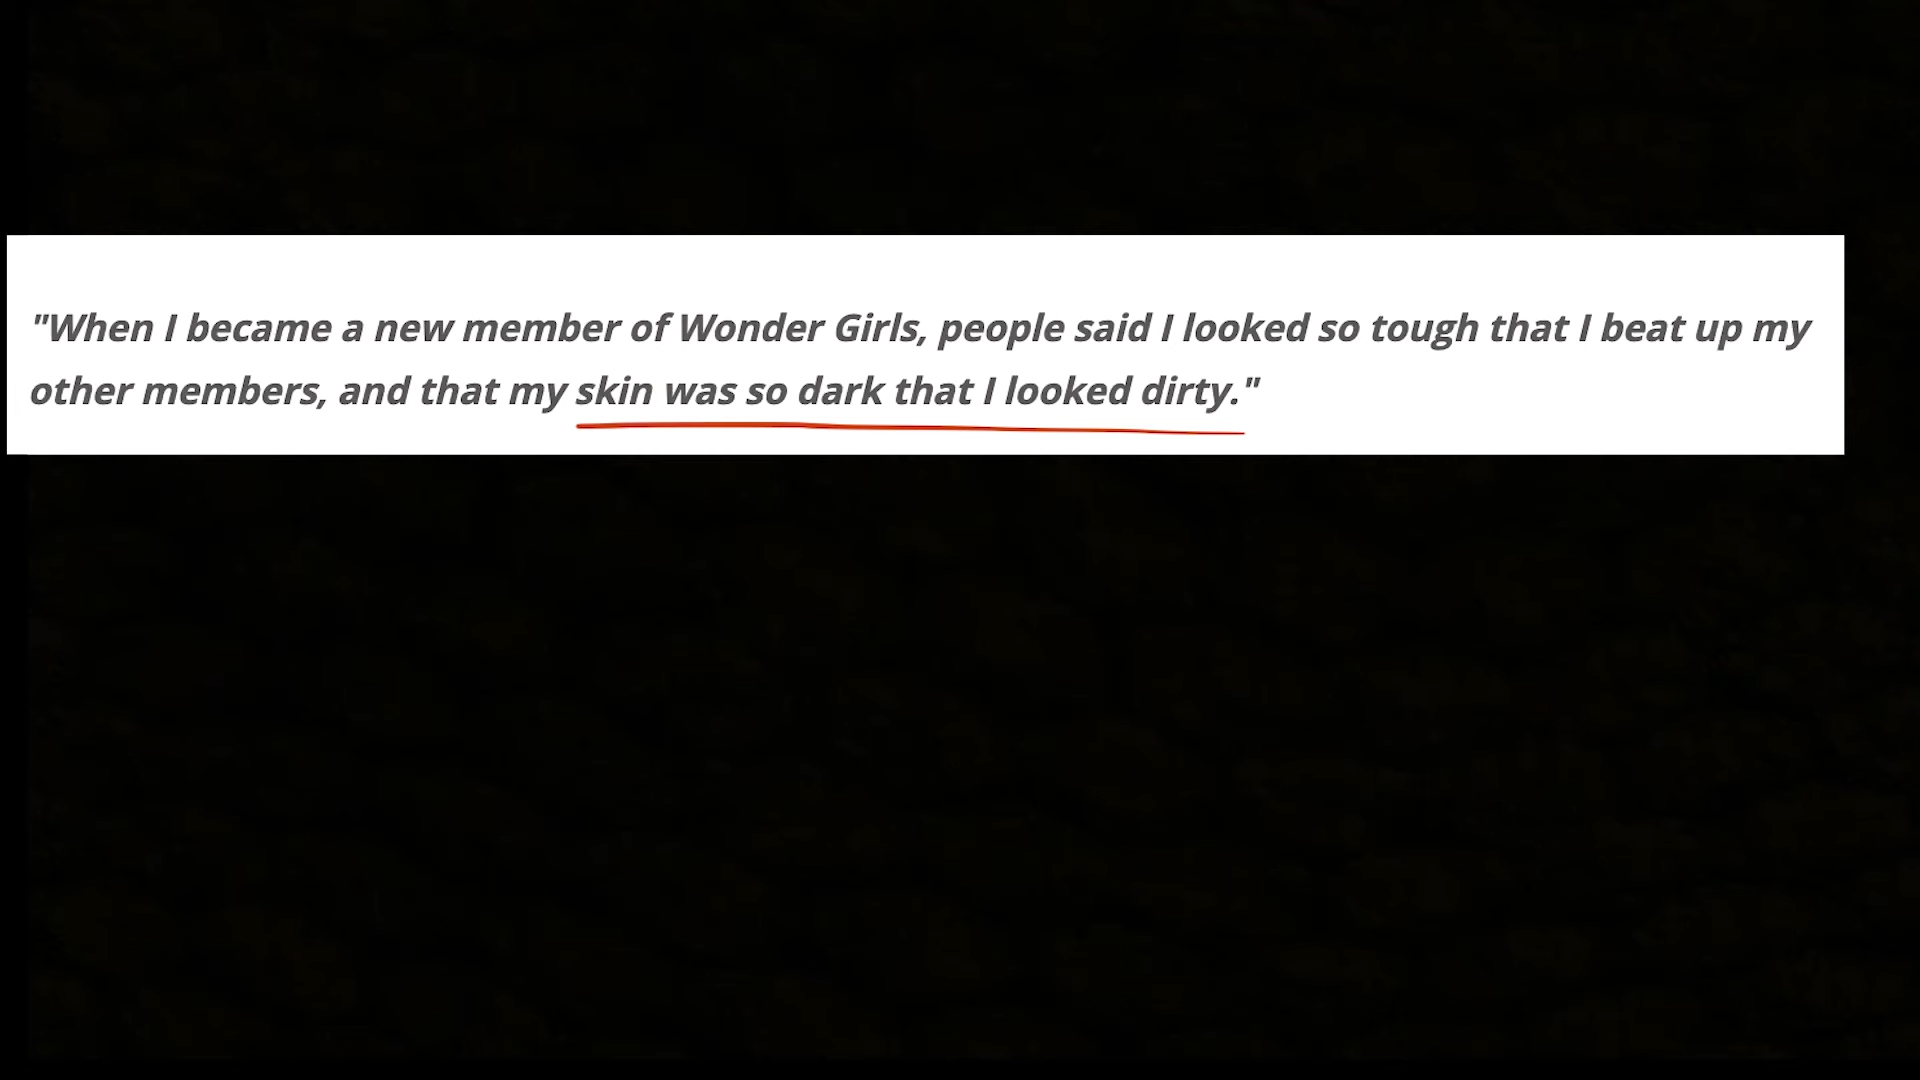 "When I became a new member of Wonder Girls, people said I looked so tough that I beat up my
other members, and that my skin was so dark that I looked dirty."